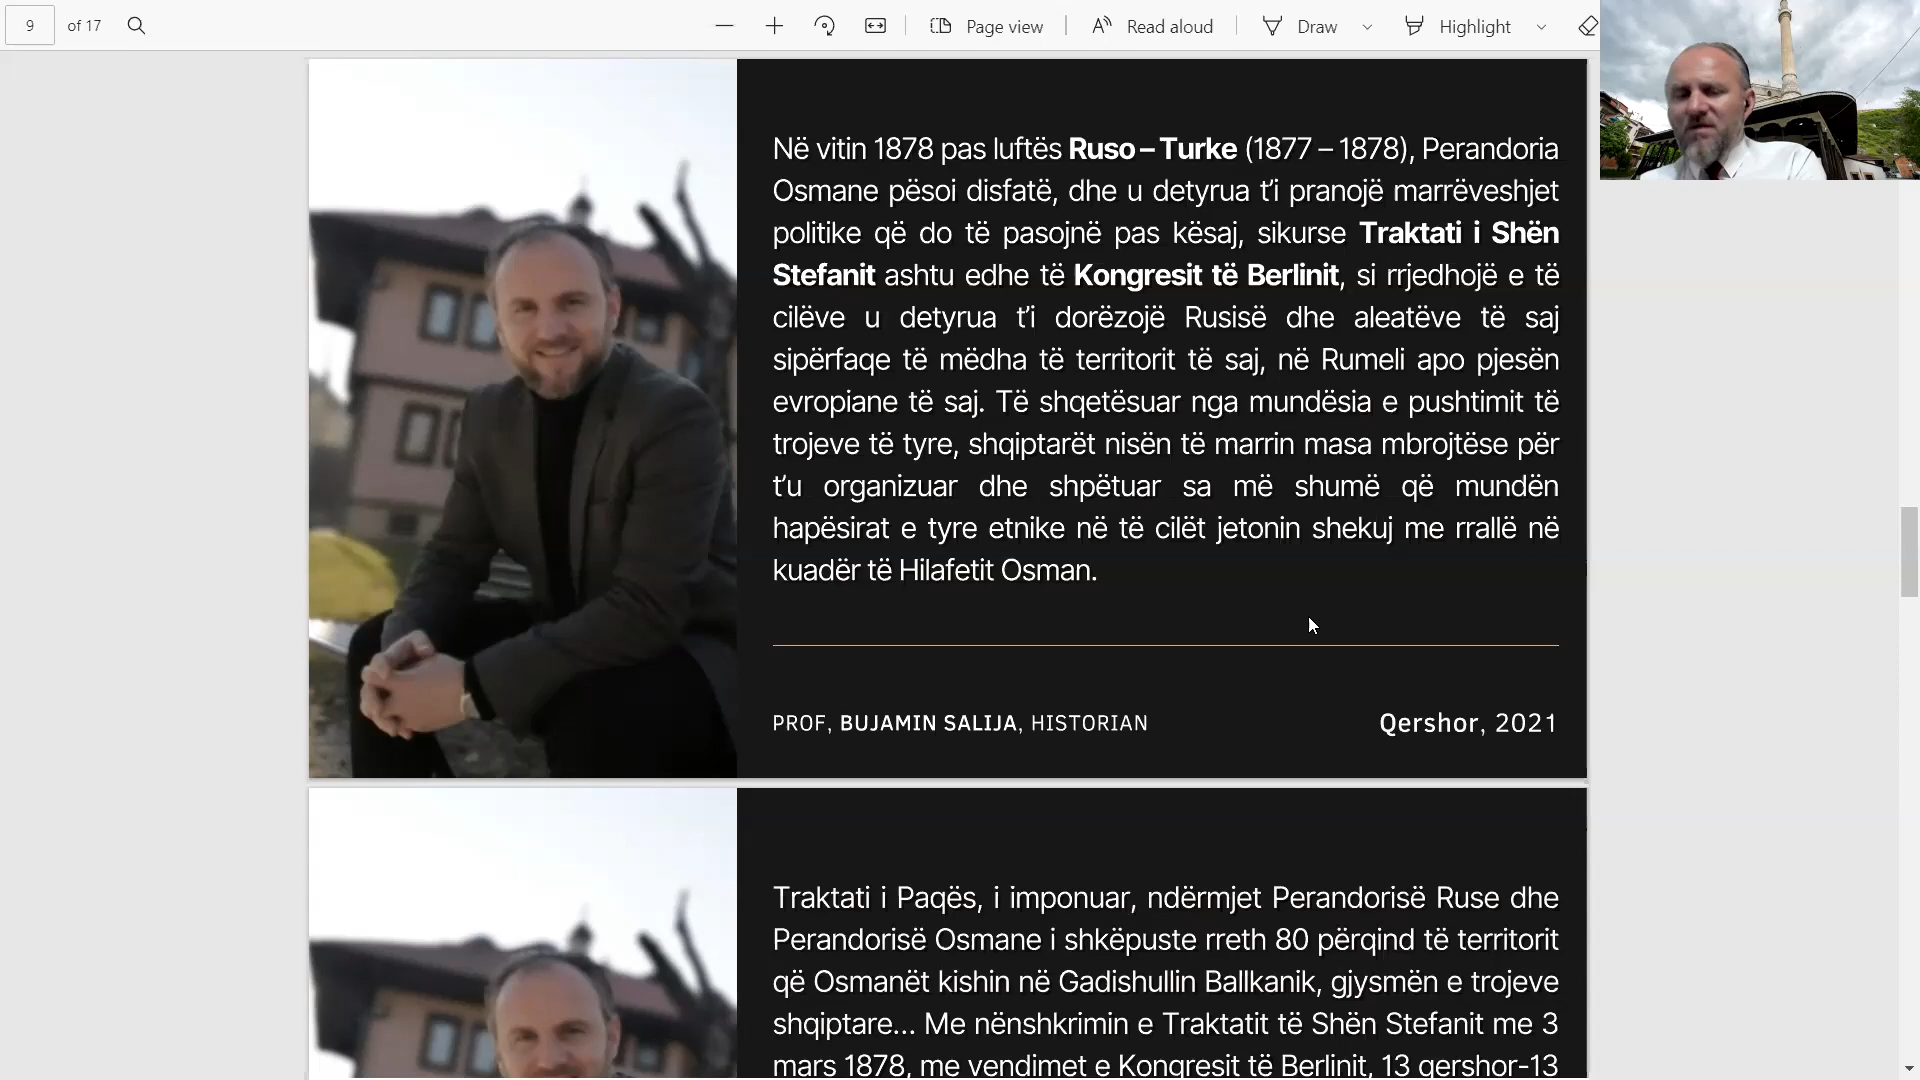 9 of 17
Page view
Read aloud
Draw
Highlight
Në vitin 1878 pas luftës Ruso – Turke (1877 – 1878), Perandoria
Osmane pësoi disfatë, dhe u detyrua t’i pranojë marrëveshjet
politike që do të pasojnë pas kësaj, sikurse Traktati i Shën
Stefanit ashtu edhe të Kongresit të Berlinit, si rrjedhojë e të
cilëve u detyrua t’i dorëzojë Rusisë dhe aleatëve të saj
sipërfaqe të mëdha të territorit të saj, në Rumeli apo pjesën
evropiane të saj. Të shqetësuar nga mundësia e pushtimit të
trojeve të tyre, shqiptarët nisën të marrin masa mbrojtëse për
t’u organizuar dhe shpëtuar sa më shumë që mundën
hapësirat e tyre etnike në të cilët jetonin shekuj me rrallë në
kuadër të Hilafetit Osman.
PROF, BUJAMIN SALIJA, HISTORIAN
Qershor, 2021
Traktati i Paqës, i imponuar, ndërmjet Perandorisë Ruse dhe
Perandorisë Osmane i shkëpuste rreth 80 përqind të territorit
që Osmanët kishin në Gadishullin Ballkanik, gjysmën e trojeve
shqiptare... Me nënshkrimin e Traktatit të Shën Stefanit me 3
mars 1878, me vendimet e Kongresit të Berlinit, 13 qershor-13